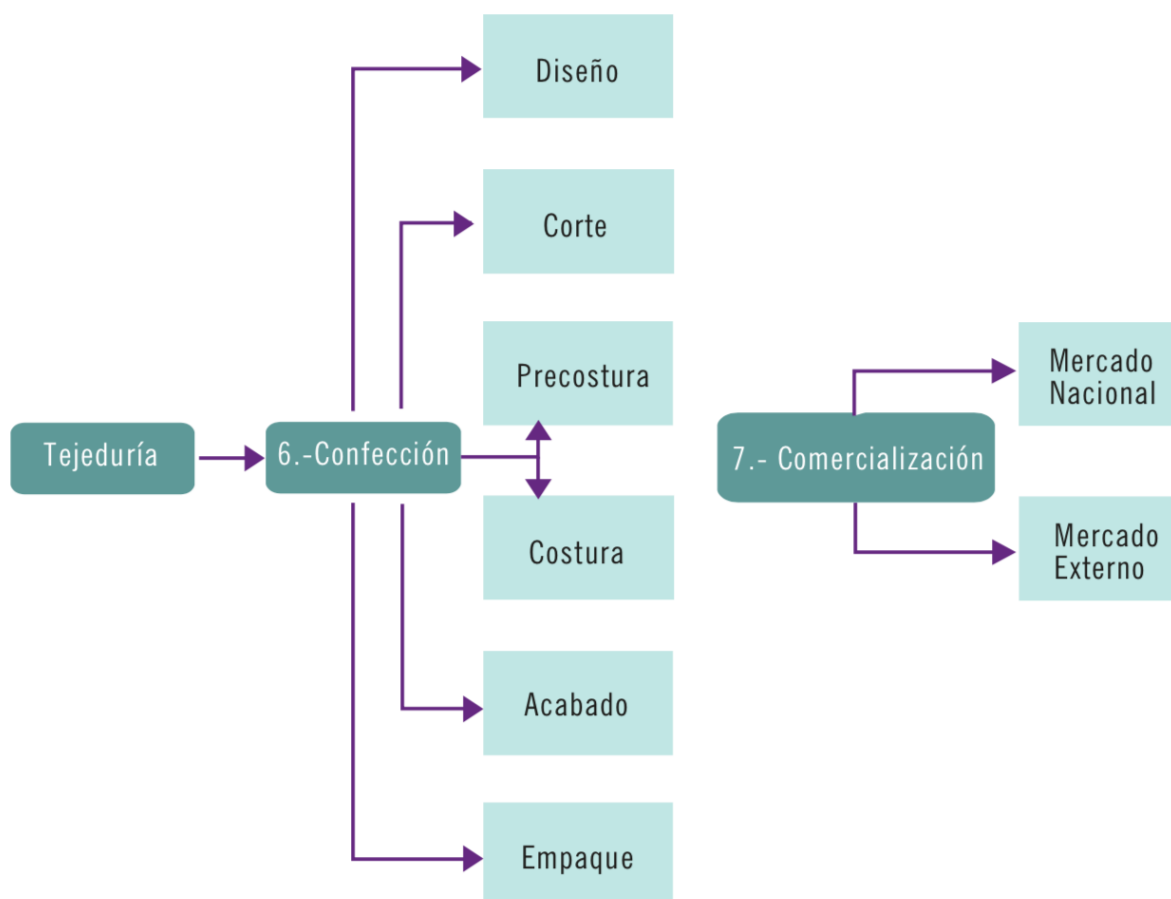 Diseño
Corte
Precostura
Tejeduría
6.-Confección
Costura
Acabado
Empaque
7.- Comercialización
Mercado
Nacional
Mercado
Externo